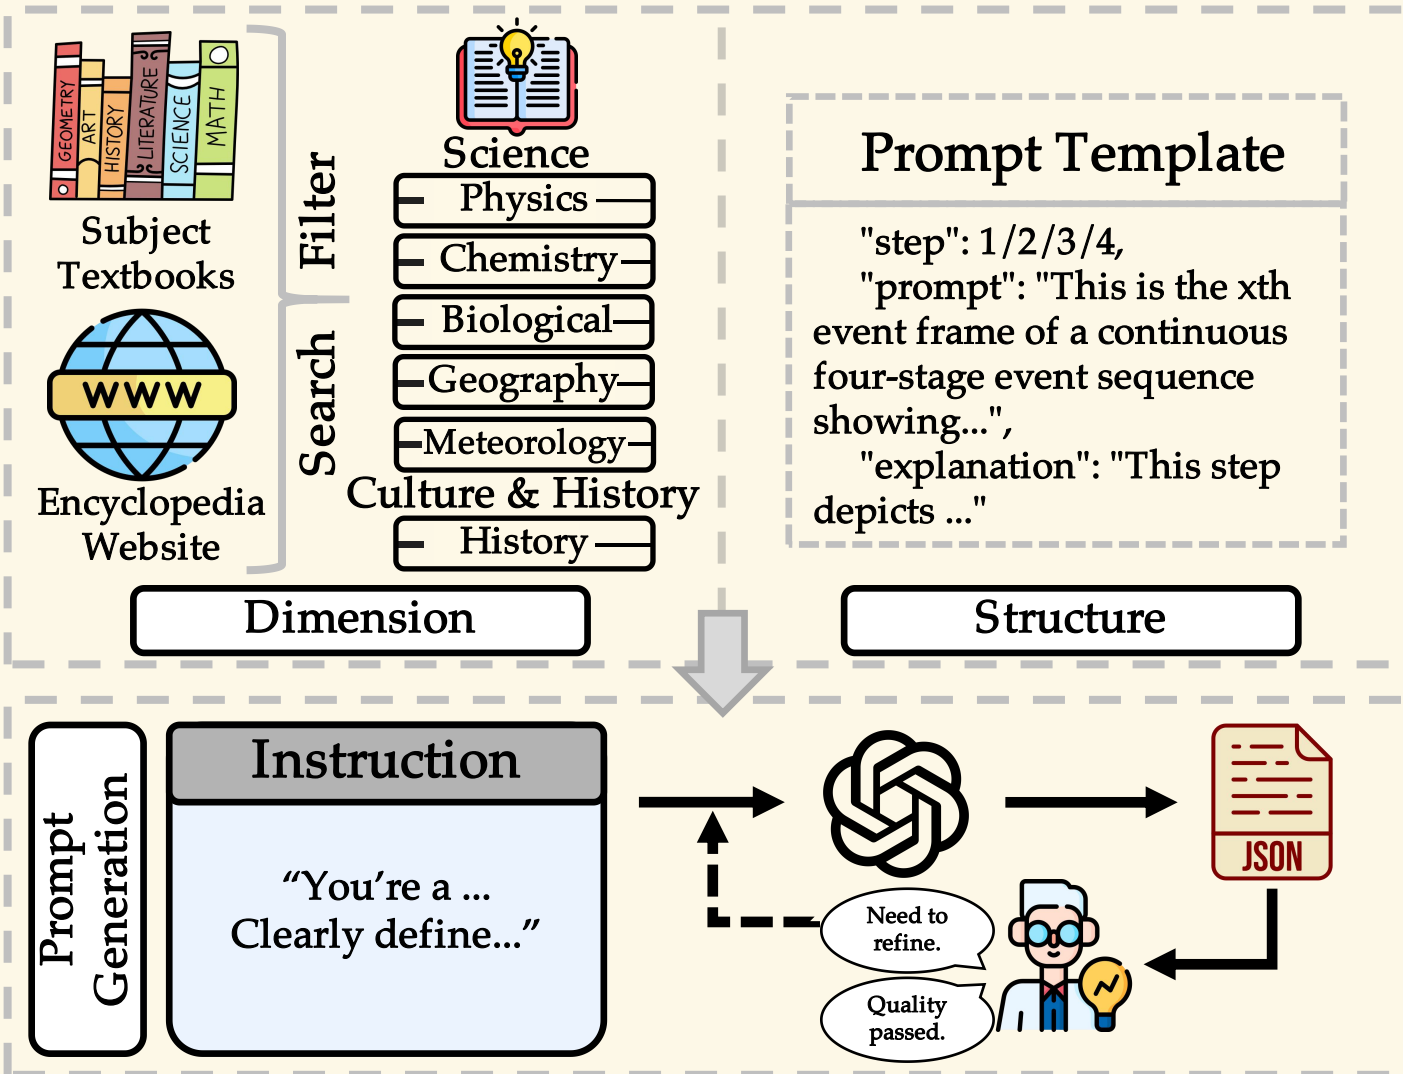 GEOMETRY
ART
HISTORY
LITERATURE
SCIENCE
MATH
Subject
Textbooks
WWW
Encyclopedia
Website
Search Filter
Science
Physics
Chemistry
Biological
Geography
Meteorology
Culture & History
History
Dimension
Prompt Template
"step": 1/2/3/4,
"prompt": "This is the xth
event frame of a continuous
four-stage event sequence
showing...",
"explanation": "This step
depicts ..."
Structure
Prompt
Generation
Instruction
“You’re a ...
Clearly define...”
JSON
Need to
refine.
Quality
passed.